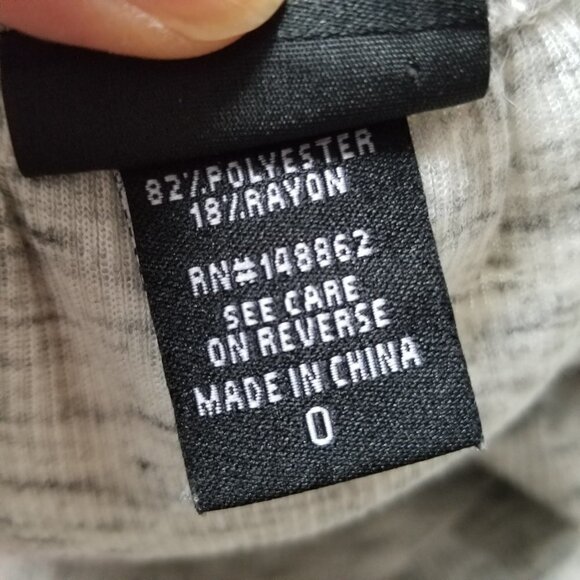 82% POLYESTER
18% RAYON
RN#148862
SEE CARE
ON REVERSE
MADE IN CHINA
0